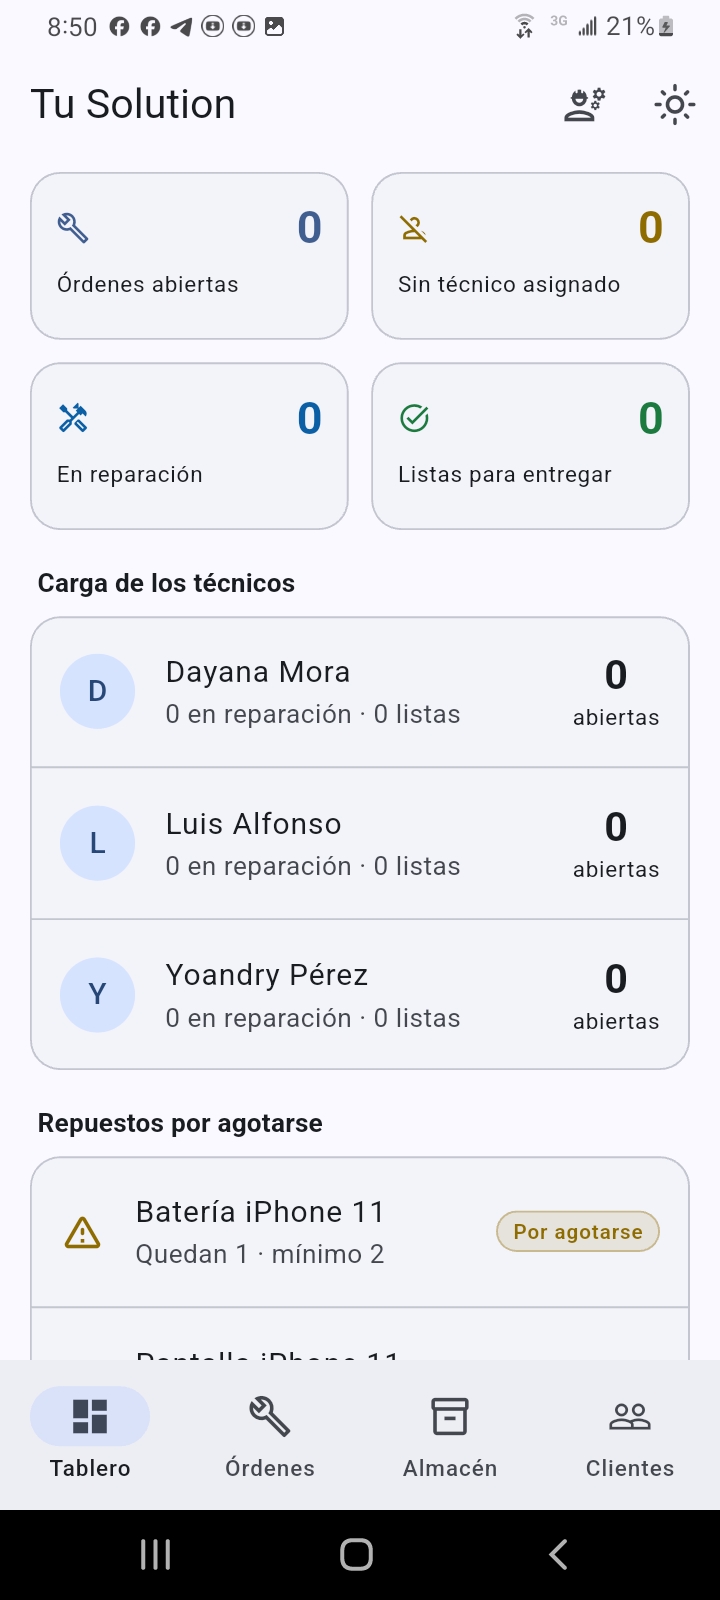 8:50
3G
21%
Tu Solution
0
Órdenes abiertas
0
Sin técnico asignado
0
En reparación
0
Listas para entregar
Carga de los técnicos
D
Dayana Mora
0 en reparación · 0 listas
0
abiertas
L
Luis Alfonso
0 en reparación · 0 listas
0
abiertas
Y
Yoandry Pérez
0 en reparación · 0 listas
0
abiertas
Repuestos por agotarse
Batería iPhone 11
Quedan 1 · mínimo 2
Por agotarse
Pantalla iPhone 11
Tablero
Órdenes
Almacén
Clientes